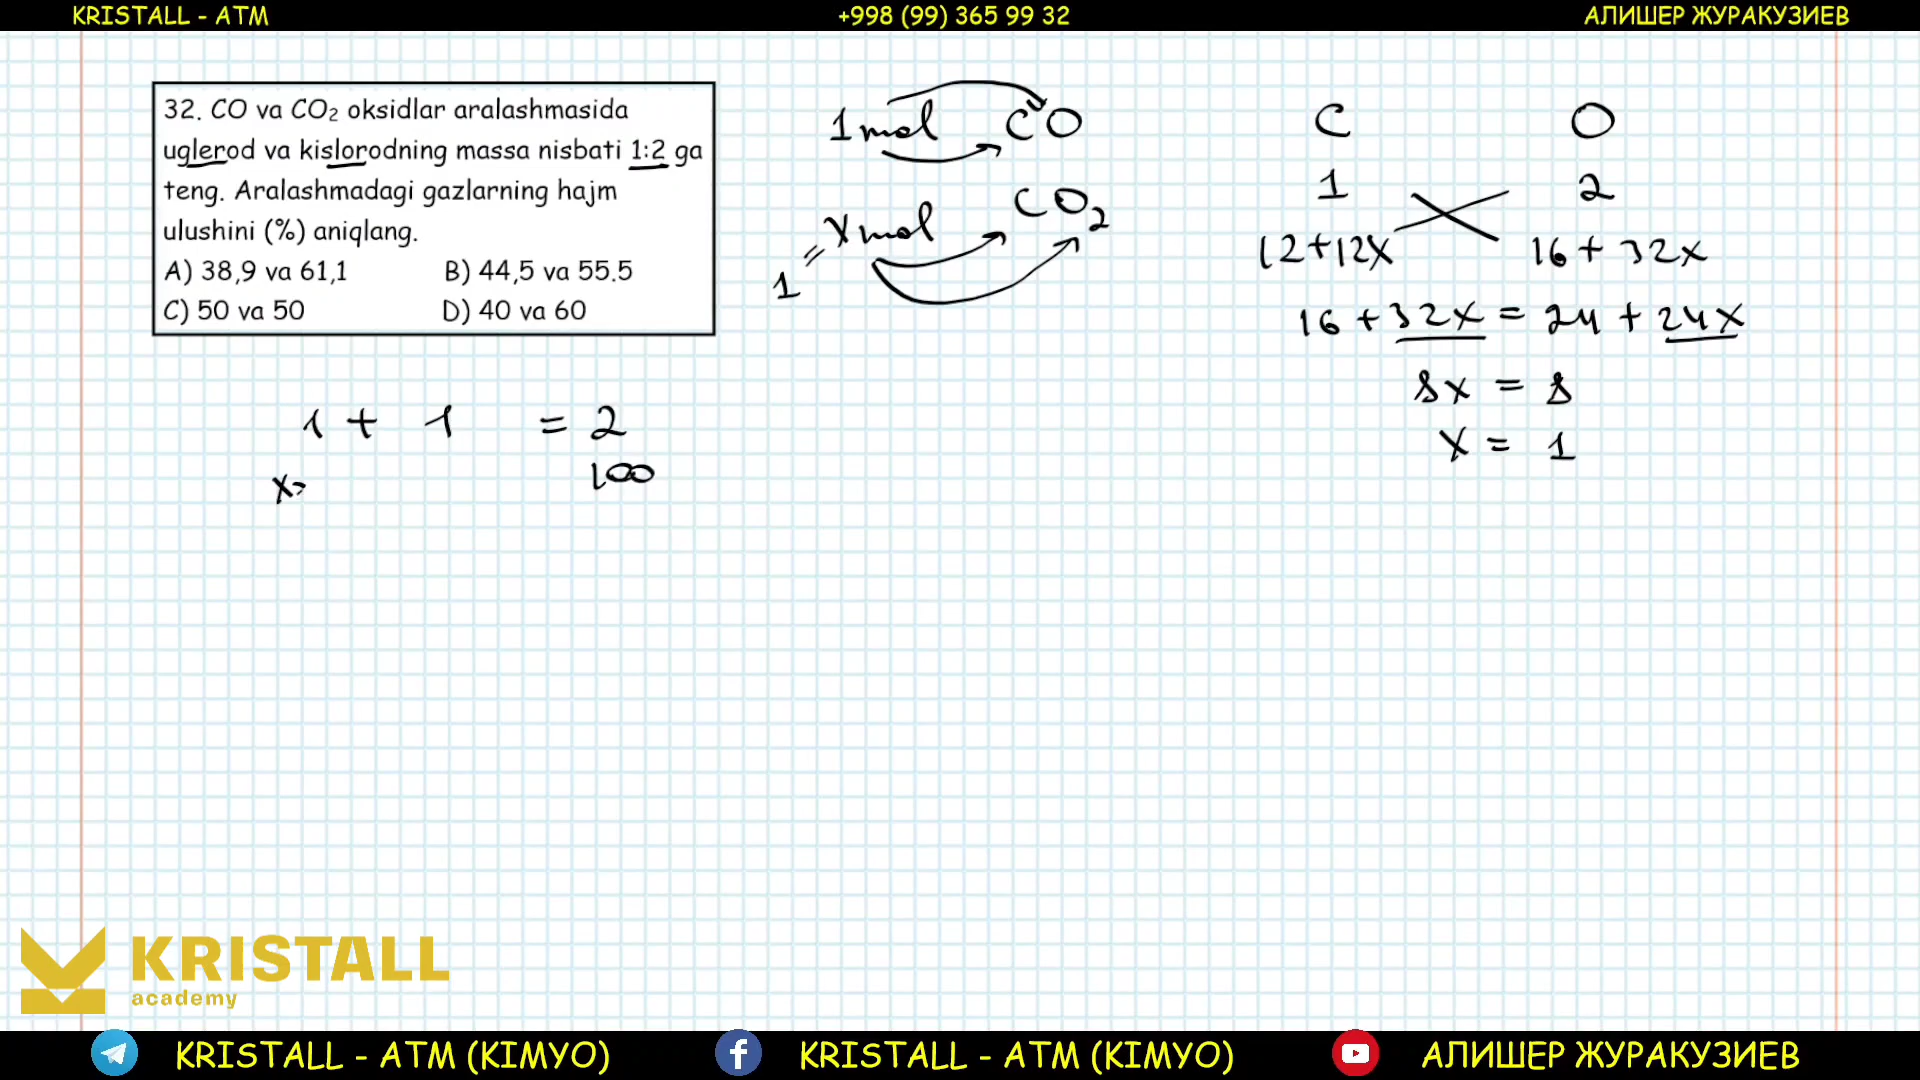 KRISTALL - ATM
+998 (99) 365 99 32
АЛИШЕР ЖУРАКУЗИЕВ
32. CO va CO₂ oksidlar aralashmasida
uglerod va kislorodning massa nisbati 1:2 ga
teng. Aralashmadagi gazlarning hajm
ulushini (%) aniqlang.
A) 38,9 va 61,1 B) 44,5 va 55.5
C) 50 va 50 D) 40 va 60
1 mol CO
X mol CO₂
= 1
C O
1 2
12+12X 16+32x
16+32x = 24+24x
8x = 8
X = 1
1 + 1 = 2
x= 100
KRISTALL
academy
KRISTALL - ATM (KIMYO)
KRISTALL - ATM (KIMYO)
АЛИШЕР ЖУРАКУЗИЕВ